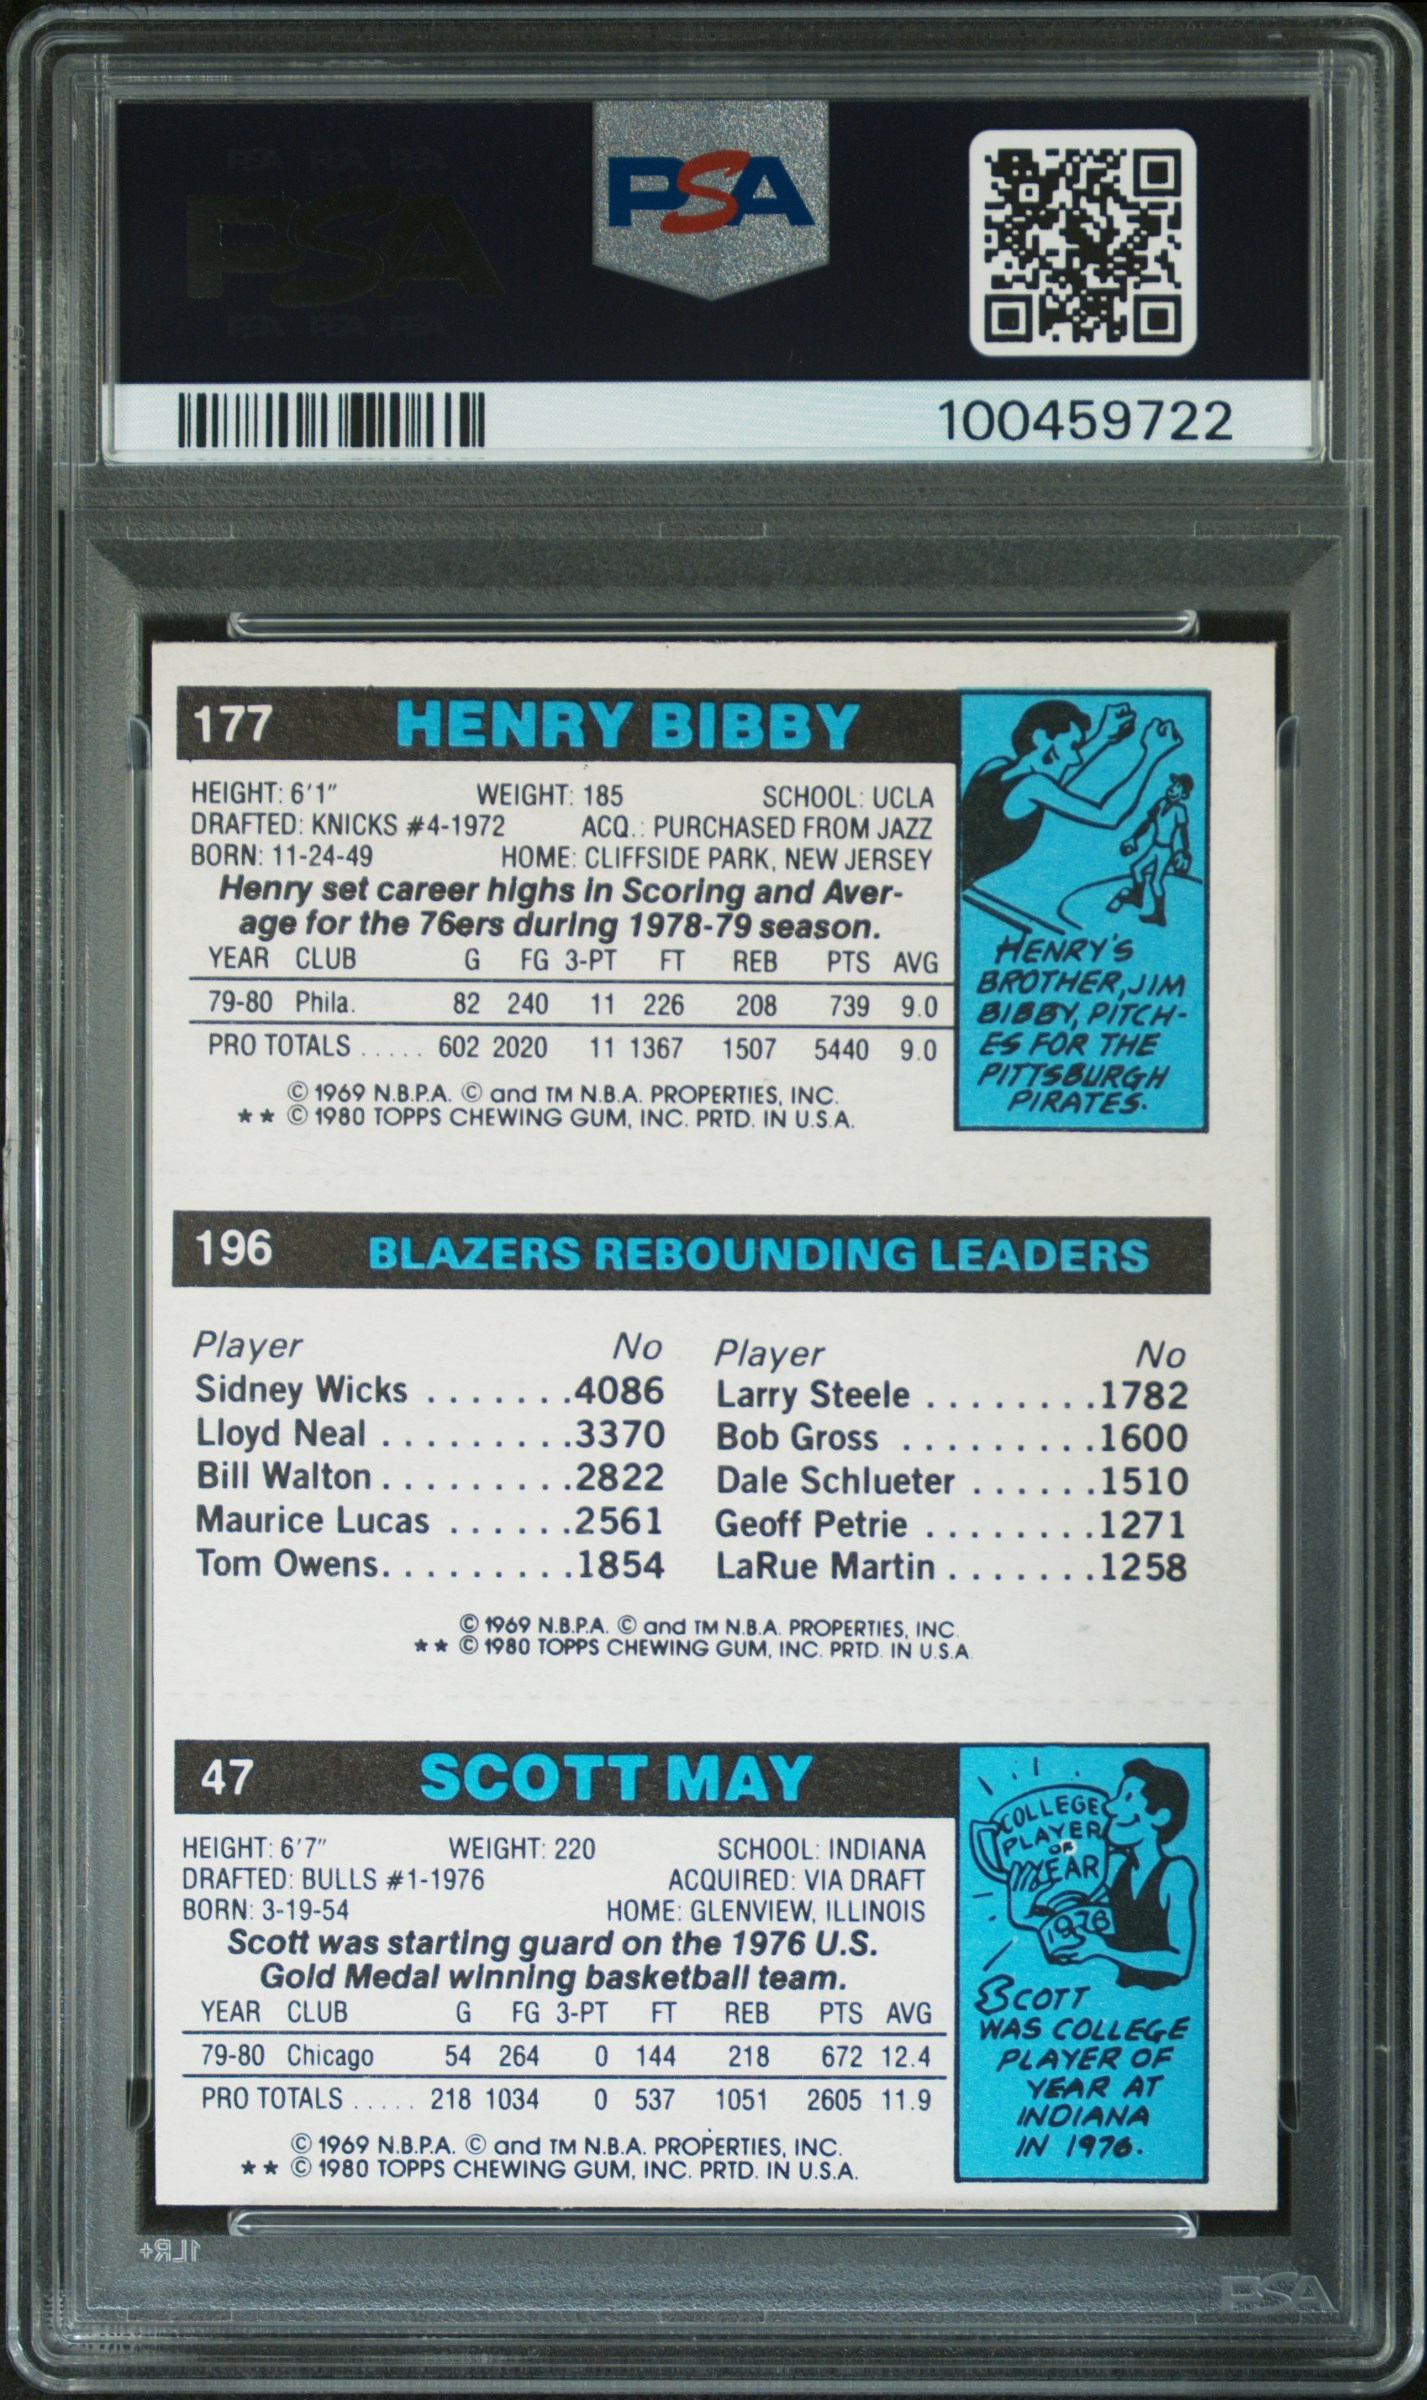 PSA
PSA
100459722
177 HENRY BIBBY
HEIGHT: 6'1" WEIGHT: 185 SCHOOL: UCLA
DRAFTED: KNICKS #4-1972 ACQ.: PURCHASED FROM JAZZ
BORN: 11-24-49 HOME: CLIFFSIDE PARK, NEW JERSEY
Henry set career highs in Scoring and Aver-
age for the 76ers during 1978-79 season.
YEAR CLUB G FG 3-PT FT REB PTS AVG
79-80 Phila. 82 240 11 226 208 739 9.0
PRO TOTALS ..... 602 2020 11 1367 1507 5440 9.0
© 1969 N.B.P.A. © and TM N.B.A. PROPERTIES, INC.
** © 1980 TOPPS CHEWING GUM, INC. PRTD. IN U.S.A.
HENRY'S
BROTHER, JIM
BIBBY, PITCH-
ES FOR THE
PITTSBURGH
PIRATES.
196 BLAZERS REBOUNDING LEADERS
Player No Player No
Sidney Wicks .......4086 Larry Steele ........1782
Lloyd Neal .........3370 Bob Gross .........1600
Bill Walton .........2822 Dale Schlueter ......1510
Maurice Lucas ......2561 Geoff Petrie ........1271
Tom Owens.........1854 LaRue Martin .......1258
© 1969 N.B.P.A. © and TM N.B.A. PROPERTIES, INC.
** © 1980 TOPPS CHEWING GUM, INC. PRTD. IN U.S.A.
47 SCOTT MAY
HEIGHT: 6'7" WEIGHT: 220 SCHOOL: INDIANA
DRAFTED: BULLS #1-1976 ACQUIRED: VIA DRAFT
BORN: 3-19-54 HOME: GLENVIEW, ILLINOIS
Scott was starting guard on the 1976 U.S.
Gold Medal winning basketball team.
YEAR CLUB G FG 3-PT FT REB PTS AVG
79-80 Chicago 54 264 0 144 218 672 12.4
PRO TOTALS ..... 218 1034 0 537 1051 2605 11.9
© 1969 N.B.P.A. © and TM N.B.A. PROPERTIES, INC.
** © 1980 TOPPS CHEWING GUM, INC. PRTD. IN U.S.A.
COLLEGE
PLAYER
OF
YEAR
1976
SCOTT
WAS COLLEGE
PLAYER OF
YEAR AT
INDIANA
IN 1976.
1LR+
PSA